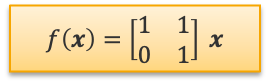 f(x) = [1 1
0 1] x